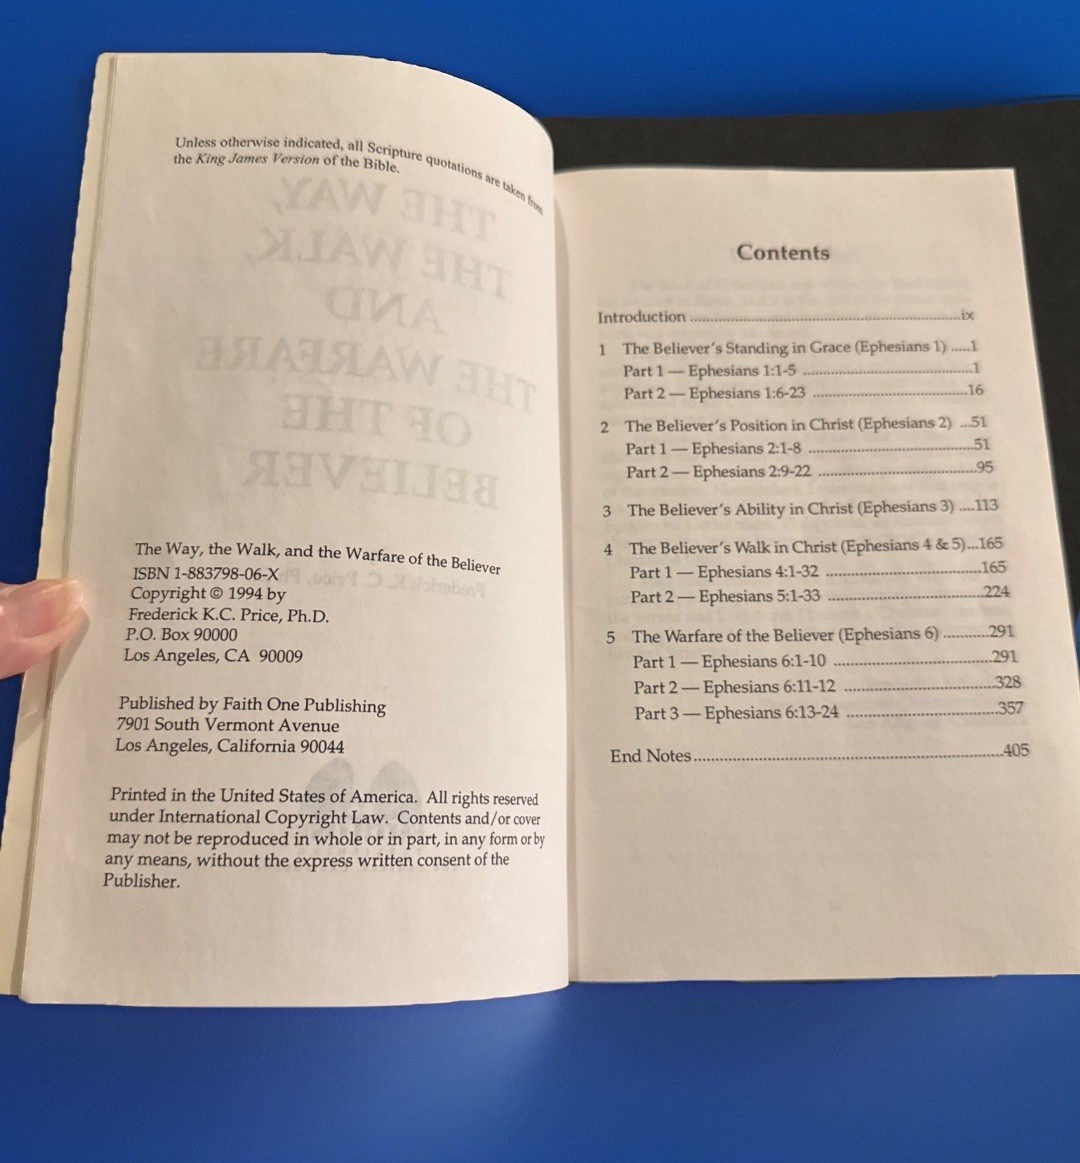 Unless otherwise indicated, all Scripture quotations are taken from
the King James Version of the Bible.
THE WAY,
THE WALK,
AND
THE WARFARE
OF THE
BELIEVER
The Way, the Walk, and the Warfare of the Believer
ISBN 1-883798-06-X
Copyright © 1994 by
Frederick K.C. Price, Ph.D.
P.O. Box 90000
Los Angeles, CA 90009
Published by Faith One Publishing
7901 South Vermont Avenue
Los Angeles, California 90044
Printed in the United States of America. All rights reserved
under International Copyright Law. Contents and/or cover
may not be reproduced in whole or in part, in any form or by
any means, without the express written consent of the
Publisher.
Contents
Introduction ........................................................ix
1 The Believer's Standing in Grace (Ephesians 1) .....1
Part 1 — Ephesians 1:1-5 ........................................1
Part 2 — Ephesians 1:6-23 ....................................16
2 The Believer's Position in Christ (Ephesians 2) ...51
Part 1 — Ephesians 2:1-8 ......................................51
Part 2 — Ephesians 2:9-22 ....................................95
3 The Believer's Ability in Christ (Ephesians 3) ....113
4 The Believer's Walk in Christ (Ephesians 4 & 5)...165
Part 1 — Ephesians 4:1-32 ....................................165
Part 2 — Ephesians 5:1-33 ....................................224
5 The Warfare of the Believer (Ephesians 6) ..........291
Part 1 — Ephesians 6:1-10 ....................................291
Part 2 — Ephesians 6:11-12 ..................................328
Part 3 — Ephesians 6:13-24 ..................................357
End Notes..............................................................405